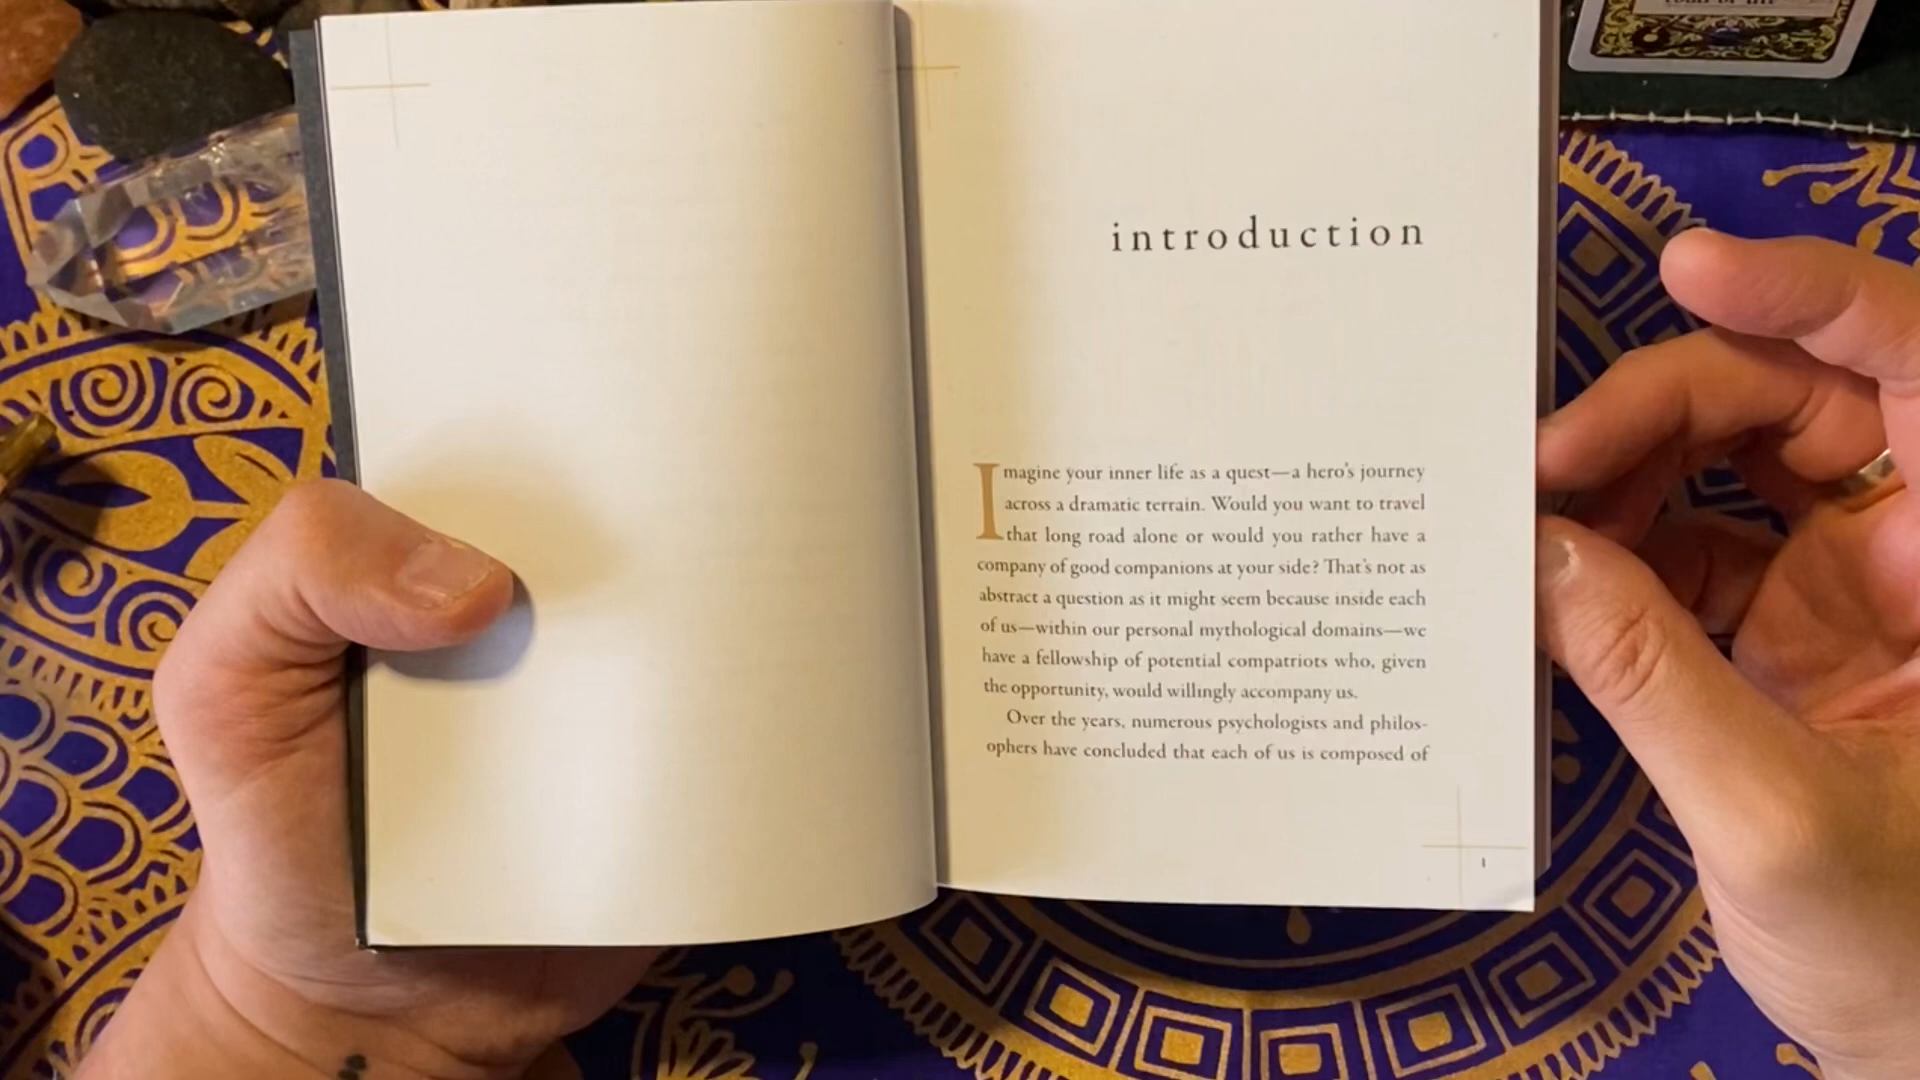 introduction
Imagine your inner life as a quest—a hero's journey
across a dramatic terrain. Would you want to travel
that long road alone or would you rather have a
company of good companions at your side? That's not as
abstract a question as it might seem because inside each
of us—within our personal mythological domains—we
have a fellowship of potential compatriots who, given
the opportunity, would willingly accompany us.
Over the years, numerous psychologists and philos-
ophers have concluded that each of us is composed of
1